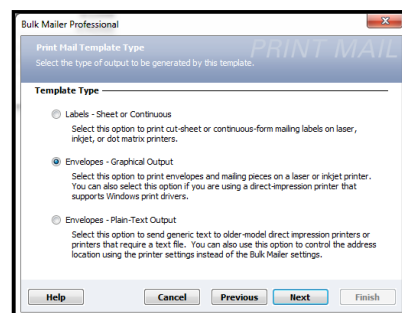 Bulk Mailer Professional
Print Mail Template Type
PRINT MAIL
Select the type of output to be generated by this template.
Template Type
Labels - Sheet or Continuous
Select this option to print cut-sheet or continuous-form mailing labels on laser,
inkjet, or dot matrix printers.
Envelopes - Graphical Output
Select this option to print envelopes and mailing pieces on a laser or inkjet printer.
You can also select this option if you are using a direct-impression printer that
supports Windows print drivers.
Envelopes - Plain-Text Output
Select this option to send generic text to older-model direct impression printers or
printers that require a text file. You can also use this option to control the address
location using the printer settings instead of the Bulk Mailer settings.
Help
Cancel
Previous
Next
Finish